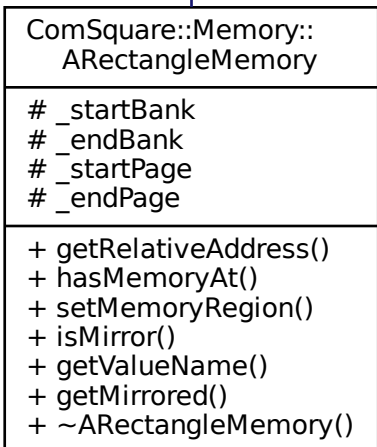 ComSquare::Memory::
ARectangleMemory
# _startBank
# _endBank
# _startPage
# _endPage
+ getRelativeAddress()
+ hasMemoryAt()
+ setMemoryRegion()
+ isMirror()
+ getValueName()
+ getMirrored()
+ ~ARectangleMemory()